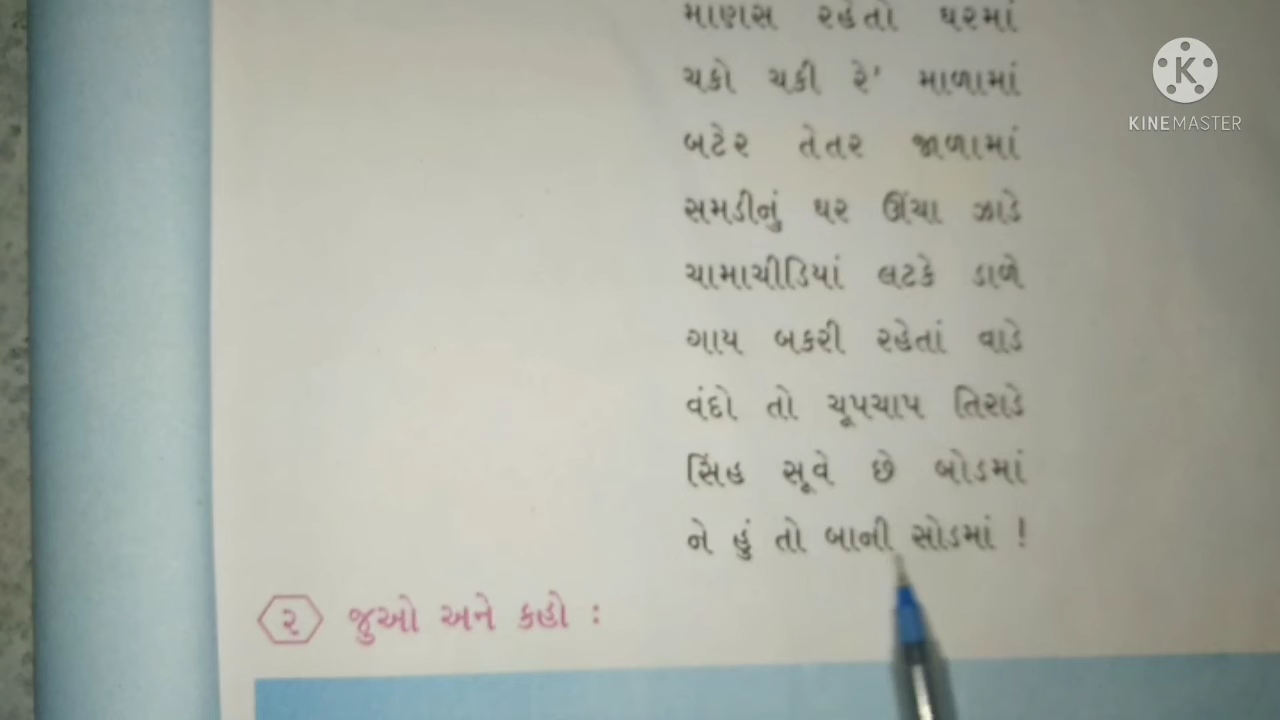 માણસ રહેતો ઘરમાં
ચકો ચકી રે' માળામાં
બટેર તેતર જાળામાં
સમડીનું ઘર ઊંચા ઝાડે
ચામાચીડિયાં લટકે ડાળે
ગાય બકરી રહેતાં વાડે
વંદો તો ચૂપચાપ તિરાડે
સિંહ સૂવે છે બોડમાં
ને હું તો બાની સોડમાં !
૨ જુઓ અને કહો :
K
KINEMASTER